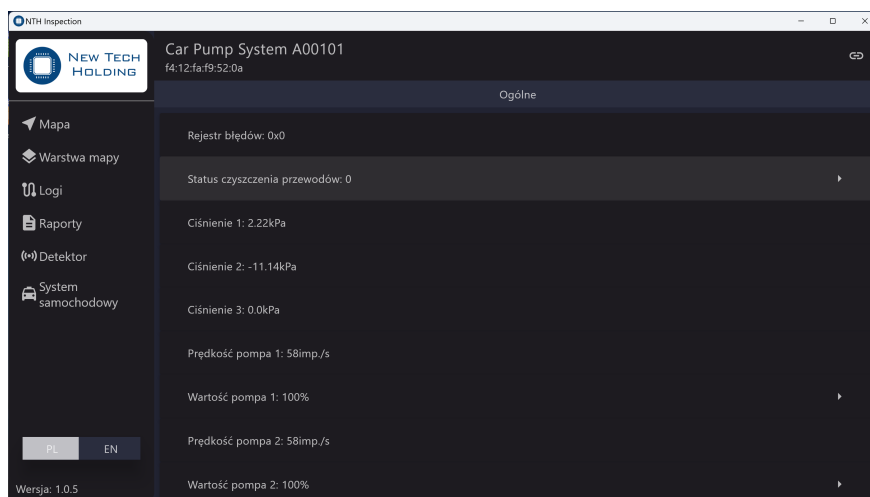 NTH Inspection
New Tech
Holding
Car Pump System A00101
f4:12:fa:f9:52:0a
Ogólne
Mapa
Warstwa mapy
Logi
Raporty
Detektor
System
samochodowy
PL EN
Wersja: 1.0.5
Rejestr błędów: 0x0
Status czyszczenia przewodów: 0
Ciśnienie 1: 2.22kPa
Ciśnienie 2: -11.14kPa
Ciśnienie 3: 0.0kPa
Prędkość pompa 1: 58imp./s
Wartość pompa 1: 100%
Prędkość pompa 2: 58imp./s
Wartość pompa 2: 100%